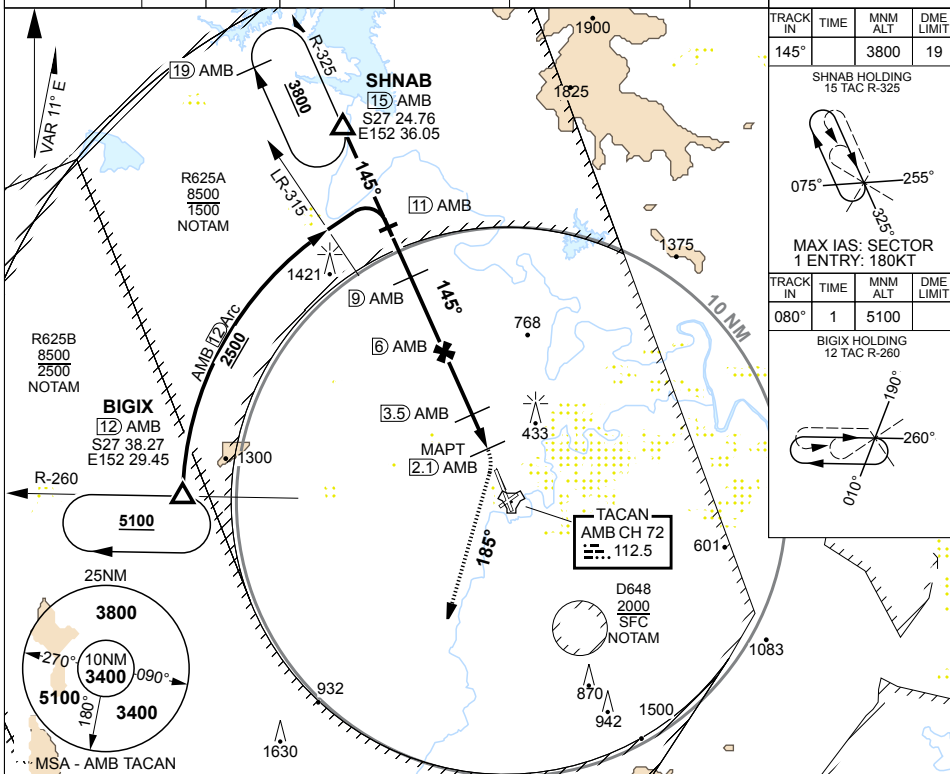 VAR 11° E
19 AMB
R-325
3800
SHNAB
15 AMB
S27 24.76
E152 36.05
145°
LR-315
R625A
8500
1500
NOTAM
11 AMB
1421
9 AMB
145°
AMB 12 Arc
2500
R625B
8500
2500
NOTAM
6 AMB
768
10 NM
1900
1825
1375
BIGIX
12 AMB
S27 38.27
E152 29.45
1300
3.5 AMB
MAPT
2.1 AMB
433
R-260
5100
185°
TACAN
AMB CH 72
112.5
601
D648
2000
SFC
NOTAM
1083
870
942
1500
932
1630
25NM
3800
10NM
3400
270°
090°
180°
5100
3400
MSA - AMB TACAN
TRACK IN TIME MNM ALT DME LIMIT
145° 3800 19
SHNAB HOLDING
15 TAC R-325
075°
255°
325°
MAX IAS: SECTOR
1 ENTRY: 180KT
TRACK IN TIME MNM ALT DME LIMIT
080° 1 5100
BIGIX HOLDING
12 TAC R-260
190°
260°
010°